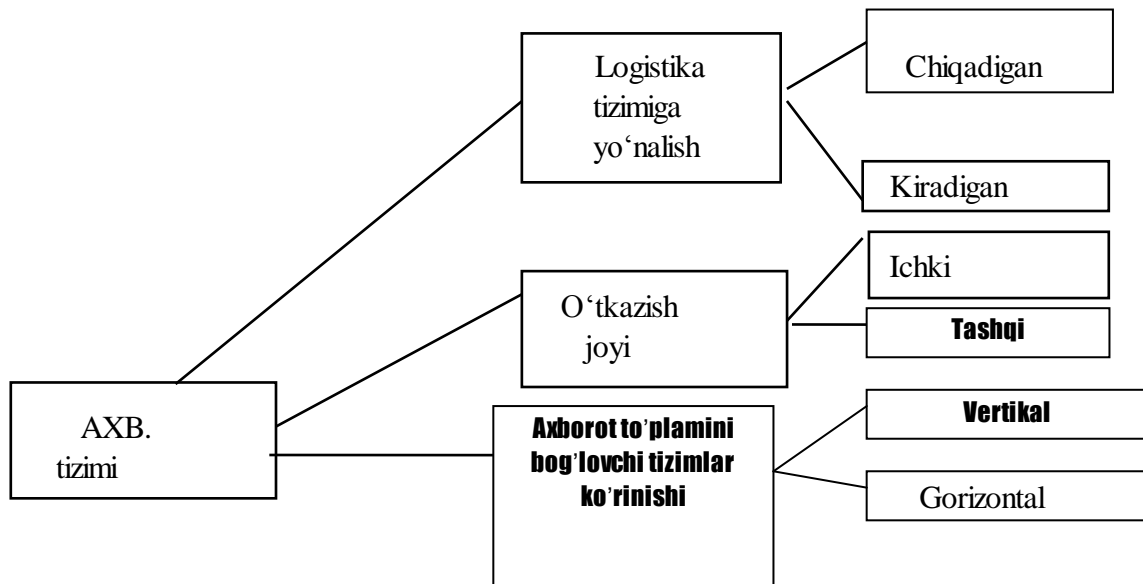 Logistika
tizimiga
yo‘nalish
Chiqadigan
Kiradigan
O‘tkazish
joyi
Ichki
Tashqi
AXB.
tizimi
Axborot to’plamini
bog’lovchi tizimlar
ko’rinishi
Vertikal
Gorizontal